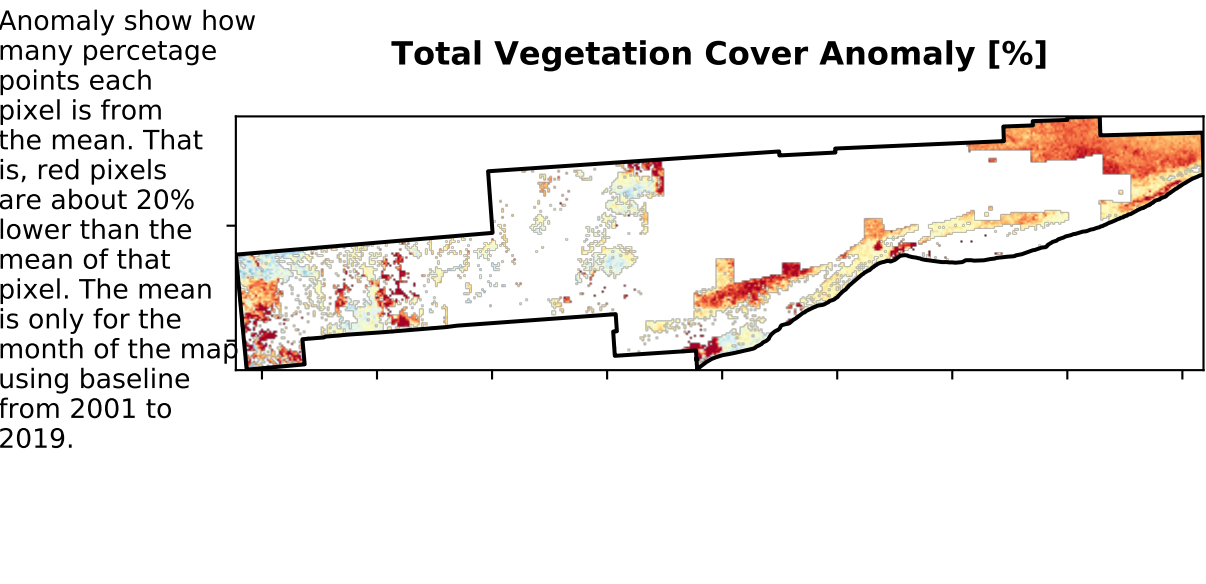 Anomaly show how
many percetage
points each
pixel is from
the mean. That
is, red pixels
are about 20%
lower than the
mean of that
pixel. The mean
is only for the
month of the map
using baseline
from 2001 to
2019.
Total Vegetation Cover Anomaly [%]